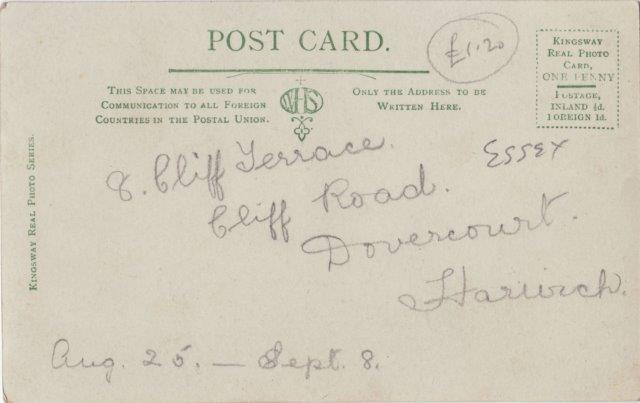 POST CARD.
£1.20
KINGSWAY
REAL PHOTO
CARD,
ONE PENNY
POSTAGE,
INLAND ½d.
FOREIGN 1d.
THIS SPACE MAY BE USED FOR
COMMUNICATION TO ALL FOREIGN
COUNTRIES IN THE POSTAL UNION.
WHS
ONLY THE ADDRESS TO BE
WRITTEN HERE.
KINGSWAY REAL PHOTO SERIES.
8. Cliff Terrace.
ESSEX
Cliff Road.
Dovercourt.
Harwich.
Aug. 25. — Sept. 8.